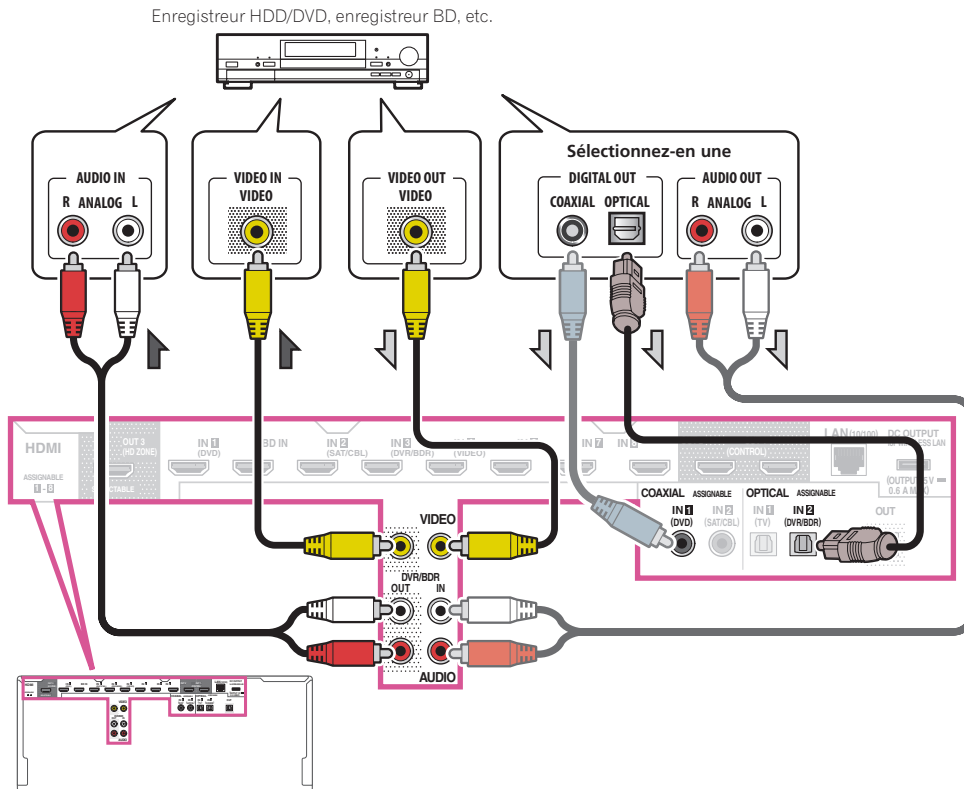 Enregistreur HDD/DVD, enregistreur BD, etc.
Sélectionnez-en une
AUDIO IN
R ANALOG L
VIDEO IN
VIDEO
VIDEO OUT
VIDEO
DIGITAL OUT
COAXIAL OPTICAL
AUDIO OUT
R ANALOG L
HDMI
ASSIGNABLE
1-8
OUT 3
(HD ZONE)
IN 1
(DVD)
BD IN
IN 2
(SAT/CBL)
IN 3
(DVR/BDR)
(VIDEO)
IN 7
IN 8
(CONTROL)
LAN (10/100)
DC OUTPUT
(OUTPUT 5 V
0.6 A MAX)
COAXIAL ASSIGNABLE
IN 1
(DVD)
IN 2
(SAT/CBL)
OPTICAL ASSIGNABLE
IN 1
(TV)
IN 2
(DVR/BDR)
OUT
VIDEO
DVR/BDR
OUT IN
AUDIO